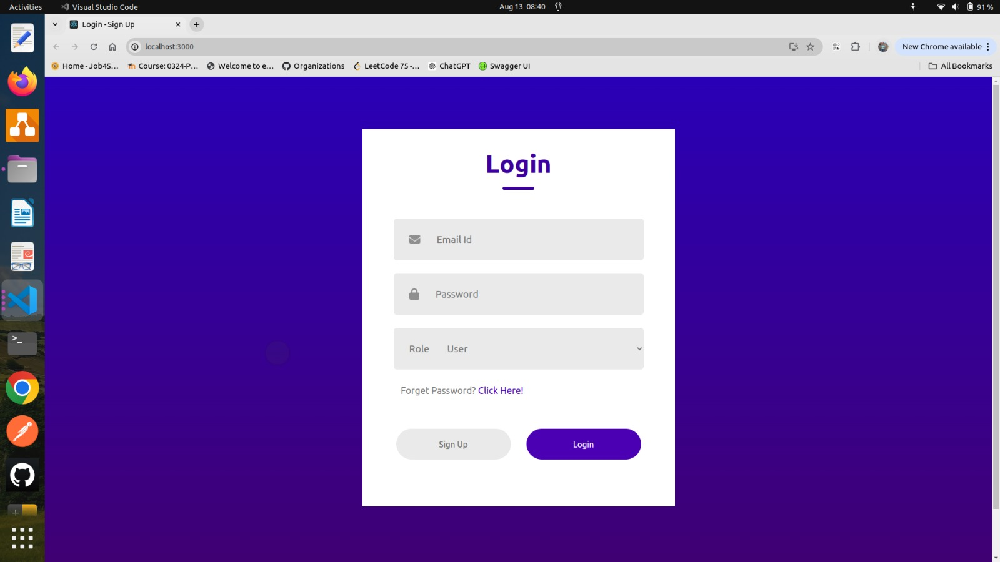 Activities Visual Studio Code Aug 13 08:40 91 %
Login - Sign Up
localhost:3000 New Chrome available
Home - Job4S... Course: 0324-P... Welcome to e... Organizations LeetCode 75 -... ChatGPT Swagger UI All Bookmarks
Login
Email Id
Password
Role User
Forget Password? Click Here!
Sign Up Login